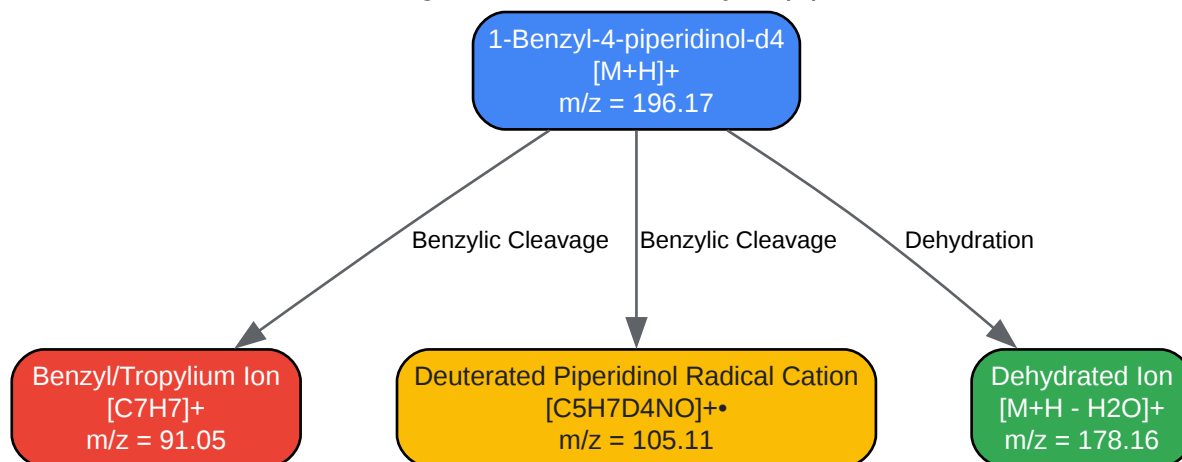 1-Benzyl-4-piperidinol-d4
[M+H]+
m/z = 196.17
Benzylic Cleavage
Benzylic Cleavage
Dehydration
Benzyl/Tropylium Ion
[C7H7]+
m/z = 91.05
Deuterated Piperidinol Radical Cation
[C5H7D4NO]+•
m/z = 105.11
Dehydrated Ion
[M+H - H2O]+
m/z = 178.16